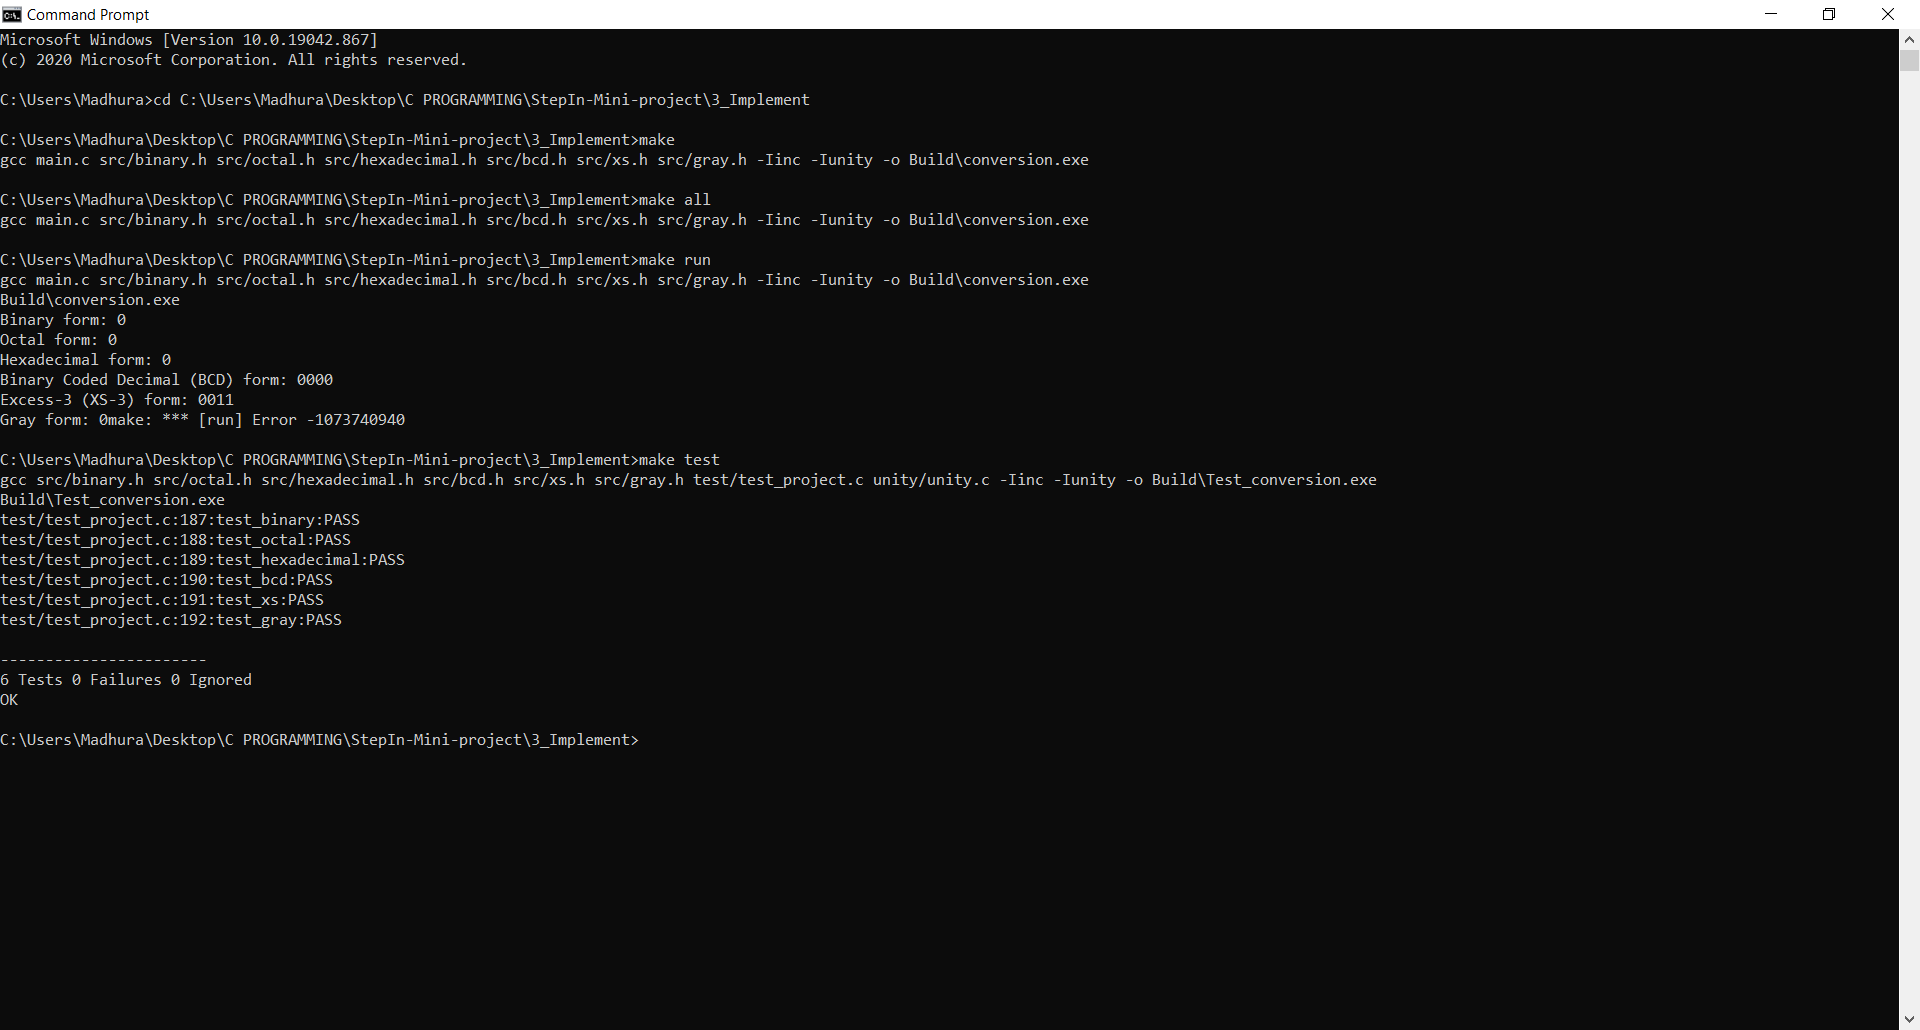 Command Prompt
Microsoft Windows [Version 10.0.19042.867]
(c) 2020 Microsoft Corporation. All rights reserved.
C:\Users\Madhura>cd C:\Users\Madhura\Desktop\C PROGRAMMING\StepIn-Mini-project\3_Implement
C:\Users\Madhura\Desktop\C PROGRAMMING\StepIn-Mini-project\3_Implement>make
gcc main.c src/binary.h src/octal.h src/hexadecimal.h src/bcd.h src/xs.h src/gray.h -Iinc -Iunity -o Build\conversion.exe
C:\Users\Madhura\Desktop\C PROGRAMMING\StepIn-Mini-project\3_Implement>make all
gcc main.c src/binary.h src/octal.h src/hexadecimal.h src/bcd.h src/xs.h src/gray.h -Iinc -Iunity -o Build\conversion.exe
C:\Users\Madhura\Desktop\C PROGRAMMING\StepIn-Mini-project\3_Implement>make run
gcc main.c src/binary.h src/octal.h src/hexadecimal.h src/bcd.h src/xs.h src/gray.h -Iinc -Iunity -o Build\conversion.exe
Build\conversion.exe
Binary form: 0
Octal form: 0
Hexadecimal form: 0
Binary Coded Decimal (BCD) form: 0000
Excess-3 (XS-3) form: 0011
Gray form: 0make: *** [run] Error -1073740940
C:\Users\Madhura\Desktop\C PROGRAMMING\StepIn-Mini-project\3_Implement>make test
gcc src/binary.h src/octal.h src/hexadecimal.h src/bcd.h src/xs.h src/gray.h test/test_project.c unity/unity.c -Iinc -Iunity -o Build\Test_conversion.exe
Build\Test_conversion.exe
test/test_project.c:187:test_binary:PASS
test/test_project.c:188:test_octal:PASS
test/test_project.c:189:test_hexadecimal:PASS
test/test_project.c:190:test_bcd:PASS
test/test_project.c:191:test_xs:PASS
test/test_project.c:192:test_gray:PASS
-----------------------
6 Tests 0 Failures 0 Ignored
OK
C:\Users\Madhura\Desktop\C PROGRAMMING\StepIn-Mini-project\3_Implement>